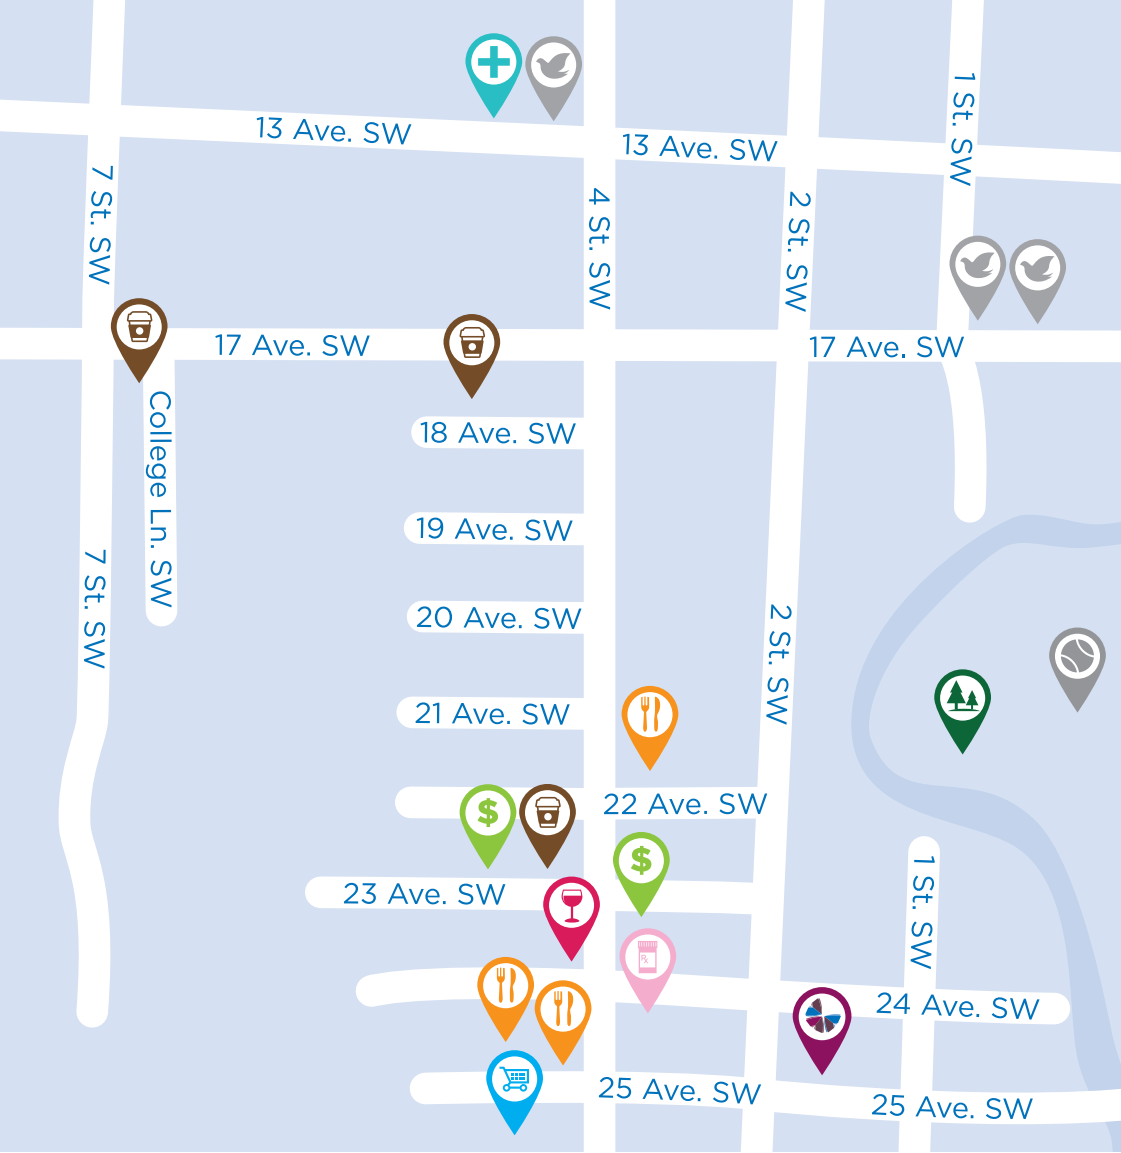 13 Ave. SW
13 Ave. SW
1 St. SW
7 St. SW
4 St. SW
2 St. SW
17 Ave. SW
17 Ave. SW
College Ln. SW
18 Ave. SW
19 Ave. SW
7 St. SW
20 Ave. SW
2 St. SW
21 Ave. SW
$
22 Ave. SW
$
23 Ave. SW
1 St. SW
Rx
24 Ave. SW
25 Ave. SW
25 Ave. SW